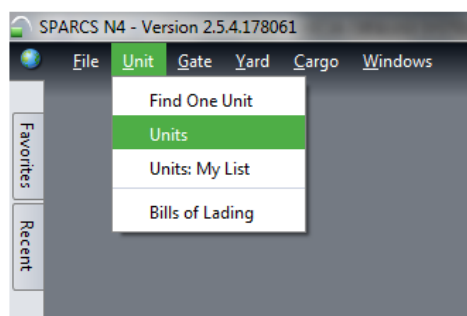 SPARCS N4 - Version 2.5.4.178061
File Unit Gate Yard Cargo Windows
Find One Unit
Units
Units: My List
Bills of Lading
Favorites
Recent